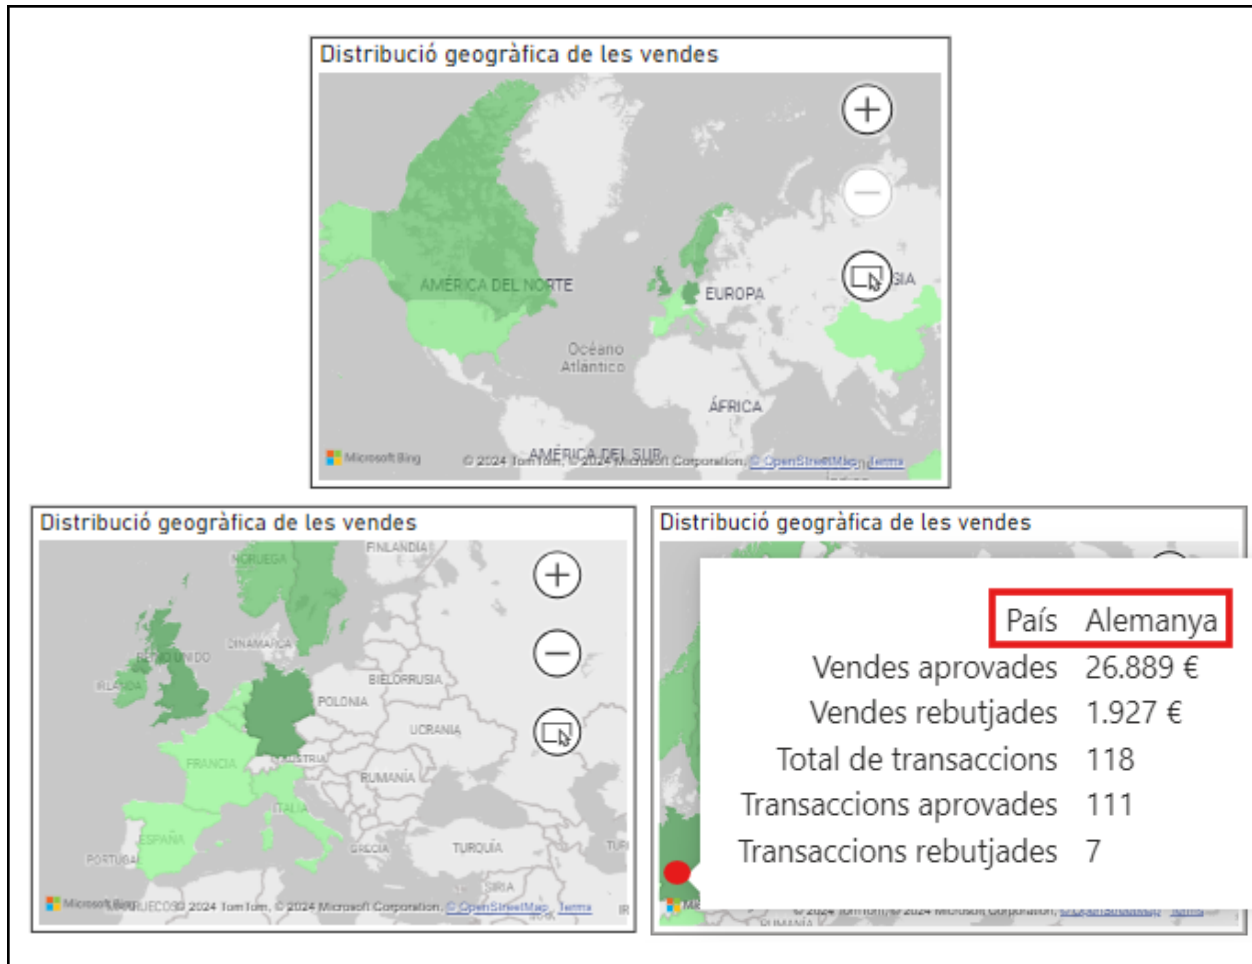 Distribució geogràfica de les vendes
AMÉRICA DEL NORTE
EUROPA
Océano
Atlántico
ÁFRICA
AMÉRICA DEL SUR
Microsoft Bing
© 2024 TomTom, © 2024 Microsoft Corporation, © OpenStreetMap Terms
Distribució geogràfica de les vendes
FINLANDIA
NORUEGA
DINAMARCA
REINO UNIDO
IRLANDA
BIELORRUSIA
POLONIA
UCRANIA
FRANCIA
AUSTRIA
RUMANÍA
ITALIA
ESPAÑA
PORTUGAL
GRECIA
TURQUÍA
SIRIA
Microsoft Bing
© 2024 TomTom, © 2024 Microsoft Corporation, © OpenStreetMap Terms
Distribució geogràfica de les vendes
País Alemanya
Vendes aprovades 26.889 €
Vendes rebutjades 1.927 €
Total de transaccions 118
Transaccions aprovades 111
Transaccions rebutjades 7
RUMANÍA